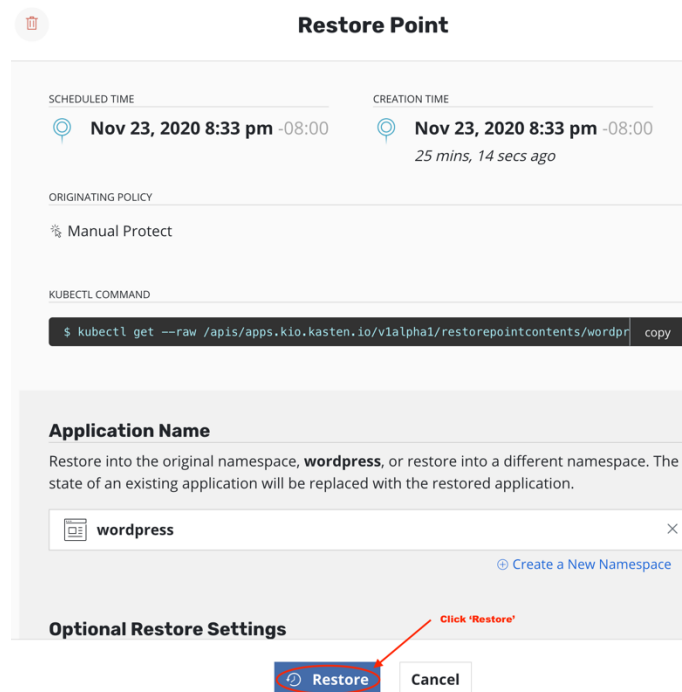 Restore Point
SCHEDULED TIME
Nov 23, 2020 8:33 pm -08:00
CREATION TIME
Nov 23, 2020 8:33 pm -08:00
25 mins, 14 secs ago
ORIGINATING POLICY
Manual Protect
KUBECTL COMMAND
$ kubectl get --raw /apis/apps.kio.kasten.io/v1alpha1/restorepointcontents/wordpr
copy
Application Name
Restore into the original namespace, wordpress, or restore into a different namespace. The
state of an existing application will be replaced with the restored application.
wordpress
Create a New Namespace
Optional Restore Settings
Click ‘Restore’
Restore
Cancel